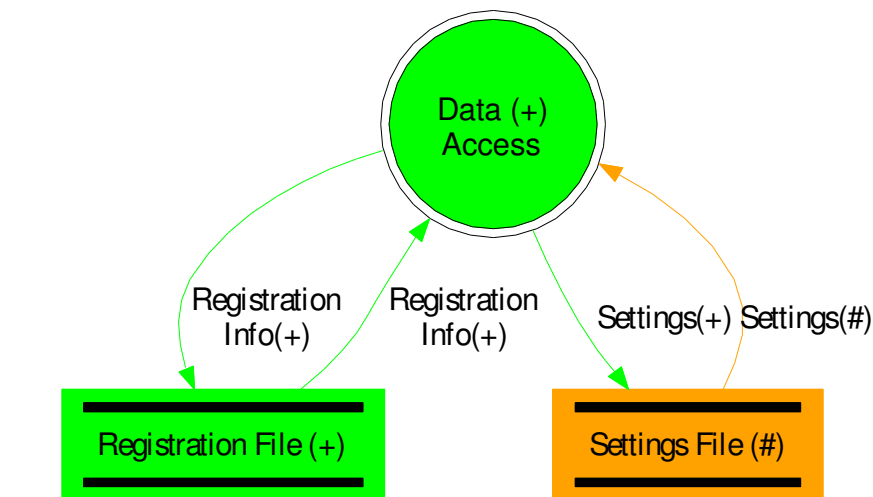 Data (+)
Access
Registration
Info(+)
Registration
Info(+)
Settings(+)
Settings(#)
Registration File (+)
Settings File (#)